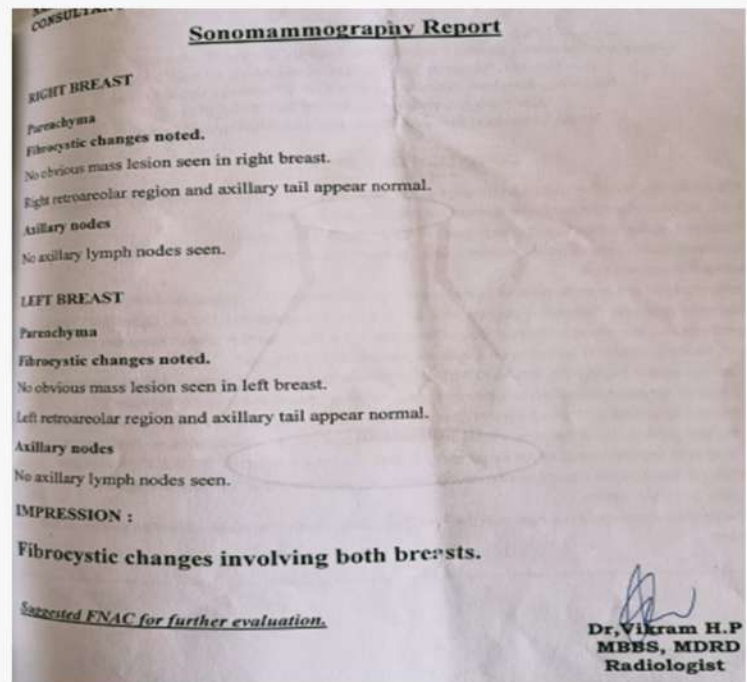 Sonomammography Report
RIGHT BREAST
Parenchyma
Fibrocystic changes noted.
No obvious mass lesion seen in right breast.
Right retroareolar region and axillary tail appear normal.
Axillary nodes
No axillary lymph nodes seen.
LEFT BREAST
Parenchyma
Fibrocystic changes noted.
No obvious mass lesion seen in left breast.
Left retroareolar region and axillary tail appear normal.
Axillary nodes
No axillary lymph nodes seen.
IMPRESSION :
Fibrocystic changes involving both breasts.
Suggested FNAC for further evaluation.
Dr,Vikram H.P
MBBS, MDRD
Radiologist